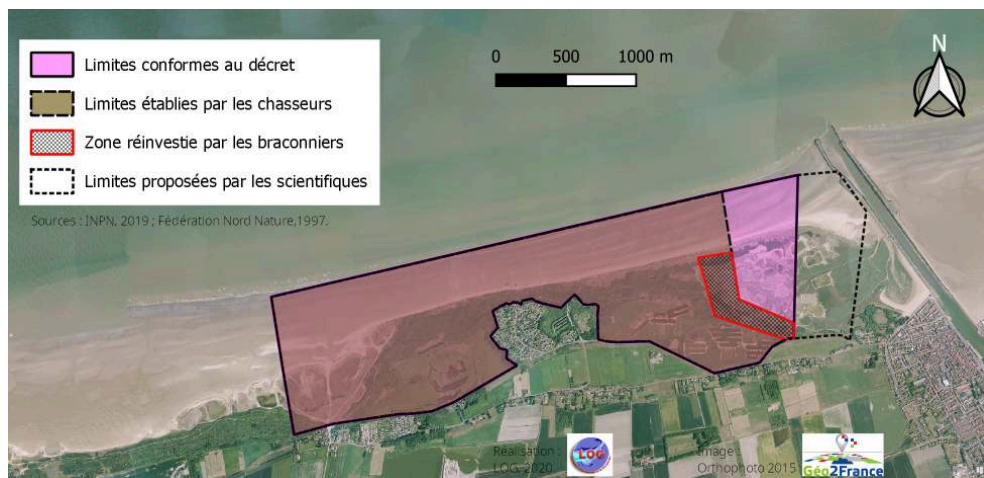 Limites conformes au décret
Limites établies par les chasseurs
Zone réinvestie par les braconniers
Limites proposées par les scientifiques
Sources : INPN, 2019 ; Fédération Nord Nature,1997.
0 500 1000 m
N
Réalisation :
LOG, 2020
LOG
Image :
Orthophoto 2015
Géo2France